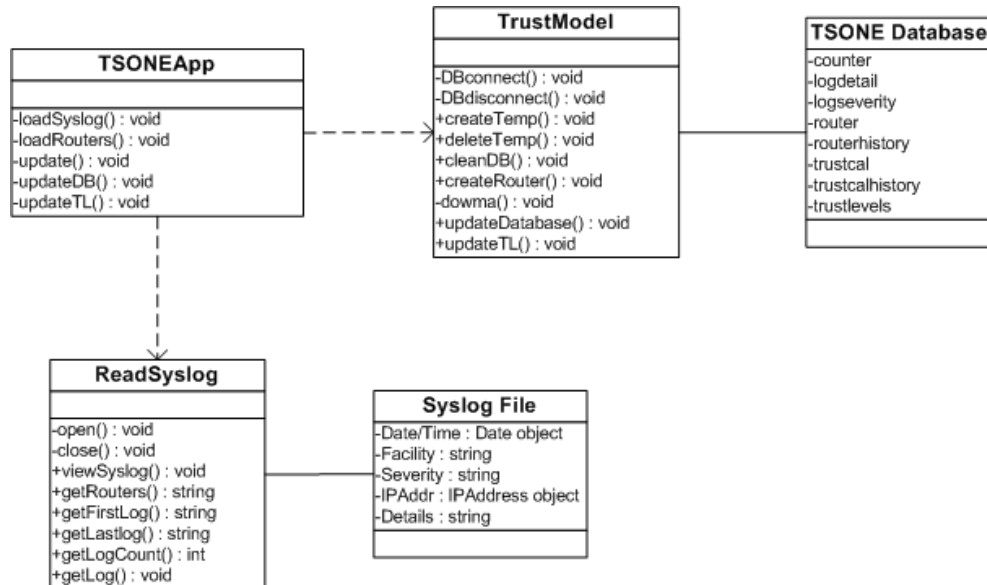 TSONEApp
-loadSyslog() : void
-loadRouters() : void
-update() : void
-updateDB() : void
-updateTL() : void
TrustModel
-DBconnect() : void
-DBdisconnect() : void
+createTemp() : void
+deleteTemp() : void
+cleanDB() : void
+createRouter() : void
-dowma() : void
+updateDatabase() : void
+updateTL() : void
TSONE Database
-counter
-logdetail
-logseverity
-router
-routerhistory
-trustcal
-trustcalhistory
-trustlevels
ReadSyslog
-open() : void
-close() : void
+viewSyslog() : void
+getRouters() : string
+getFirstLog() : string
+getLastlog() : string
+getLogCount() : int
+getLog() : void
Syslog File
-Date/Time : Date object
-Facility : string
-Severity : string
-IPAddr : IPAddress object
-Details : string